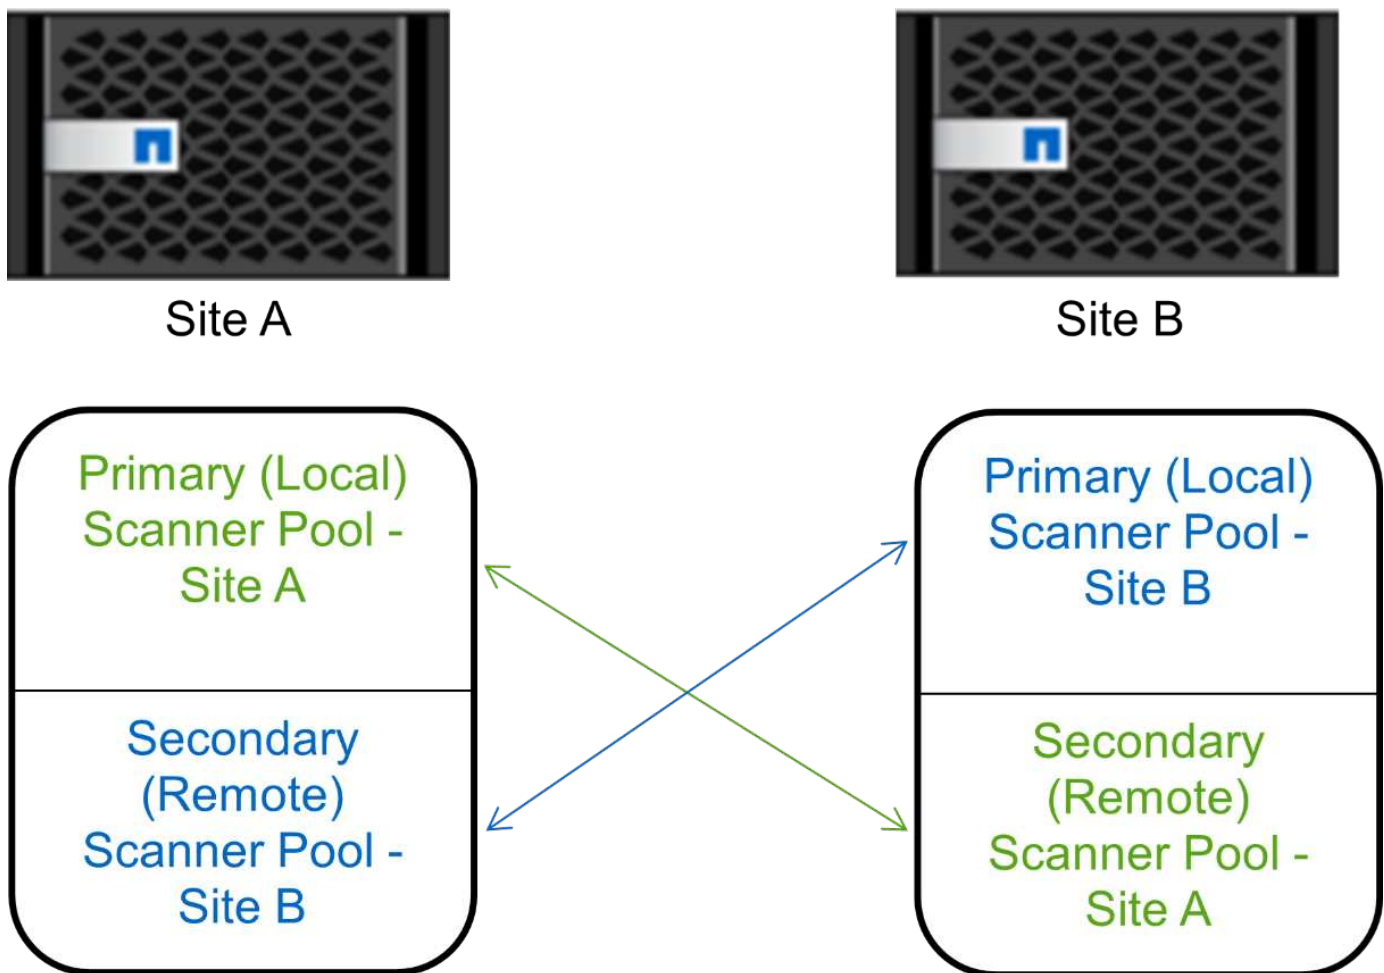 Site A
Site B
Primary (Local)
Scanner Pool -
Site A
Secondary
(Remote)
Scanner Pool -
Site B
Primary (Local)
Scanner Pool -
Site B
Secondary
(Remote)
Scanner Pool -
Site A